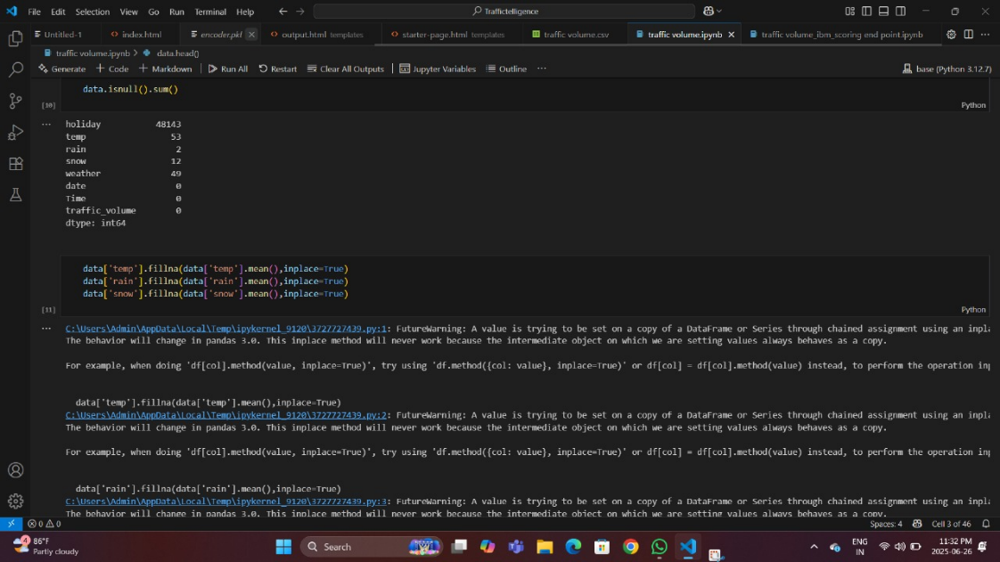 File Edit Selection View Go Run Terminal Help
Traffictelligence
Untitled-1 index.html encoder.pkl output.html templates starter-page.html templates traffic volume.csv traffic volume.ipynb traffic volume_ibm_scoring end point.ipynb
traffic volume.ipynb > data.head()
Generate + Code + Markdown Run All Restart Clear All Outputs Jupyter Variables Outline ... base (Python 3.12.7)
data.isnull().sum()
[10] Python
... holiday 48143
temp 53
rain 2
snow 12
weather 49
date 0
Time 0
traffic_volume 0
dtype: int64
data['temp'].fillna(data['temp'].mean(),inplace=True)
data['rain'].fillna(data['rain'].mean(),inplace=True)
data['snow'].fillna(data['snow'].mean(),inplace=True)
[11] Python
... C:\Users\Admin\AppData\Local\Temp\ipykernel_9120\3727727439.py:1: FutureWarning: A value is trying to be set on a copy of a DataFrame or Series through chained assignment using an inpla
The behavior will change in pandas 3.0. This inplace method will never work because the intermediate object on which we are setting values always behaves as a copy.
For example, when doing 'df[col].method(value, inplace=True)', try using 'df.method({col: value}, inplace=True)' or df[col] = df[col].method(value) instead, to perform the operation inp
data['temp'].fillna(data['temp'].mean(),inplace=True)
C:\Users\Admin\AppData\Local\Temp\ipykernel_9120\3727727439.py:2: FutureWarning: A value is trying to be set on a copy of a DataFrame or Series through chained assignment using an inpla
The behavior will change in pandas 3.0. This inplace method will never work because the intermediate object on which we are setting values always behaves as a copy.
For example, when doing 'df[col].method(value, inplace=True)', try using 'df.method({col: value}, inplace=True)' or df[col] = df[col].method(value) instead, to perform the operation inp
data['rain'].fillna(data['rain'].mean(),inplace=True)
C:\Users\Admin\AppData\Local\Temp\ipykernel_9120\3727727439.py:3: FutureWarning: A value is trying to be set on a copy of a DataFrame or Series through chained assignment using an inpla
The behavior will change in pandas 3.0. This inplace method will never work because the intermediate object on which we are setting values always behaves as a copy.
0 0 Spaces: 4 Cell 3 of 46
4 86°F
Partly cloudy
Search
ENG
IN
11:32 PM
2025-06-26